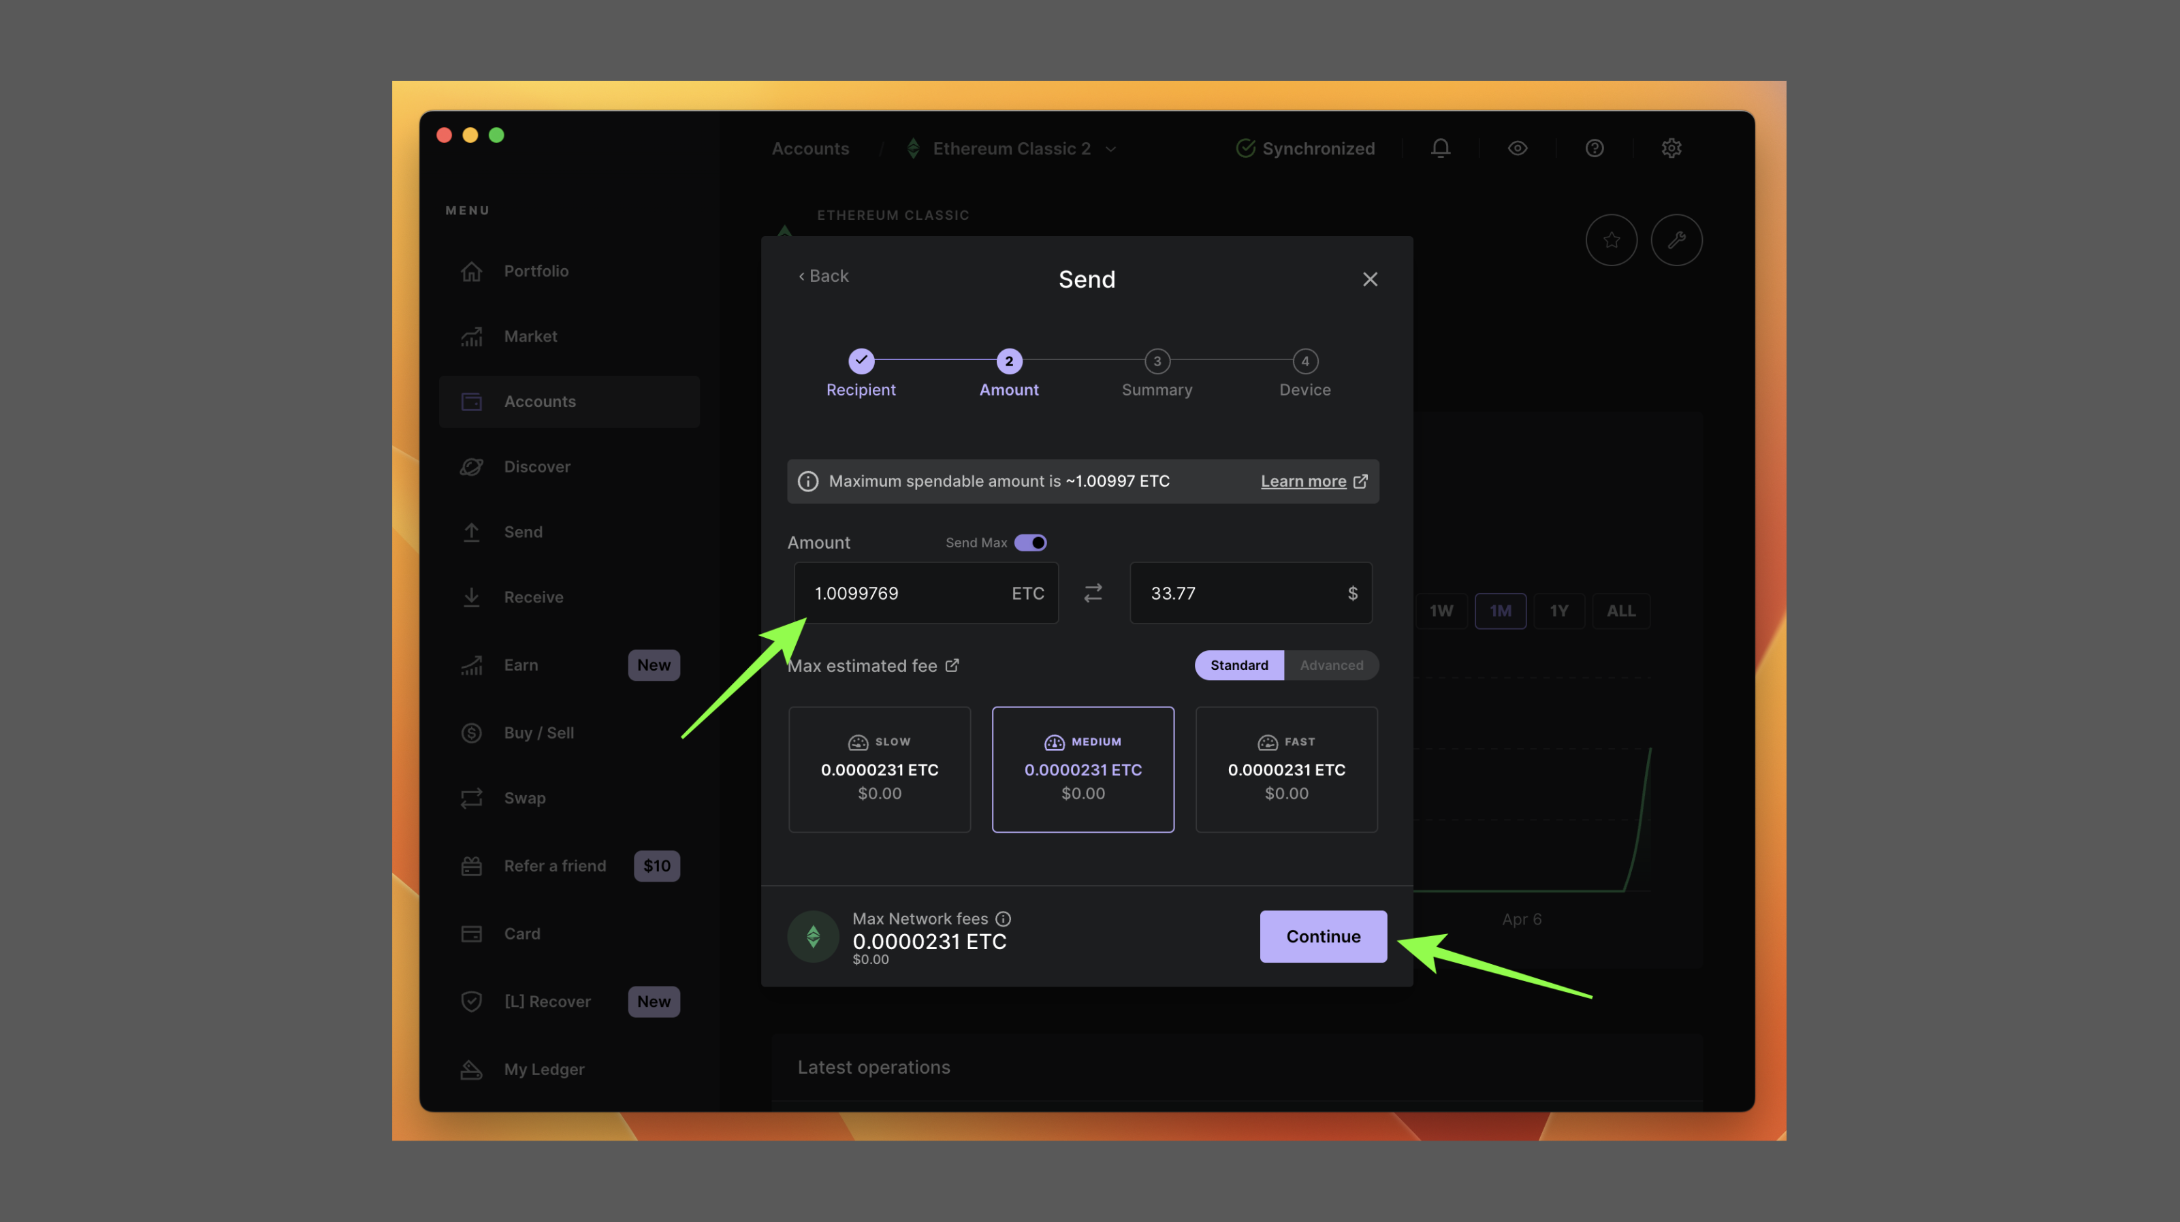 Accounts / Ethereum Classic 2
Synchronized
MENU
ETHEREUM CLASSIC
Portfolio
Market
Accounts
Discover
Send
Receive
Earn New
Buy / Sell
Swap
Refer a friend $10
Card
[L] Recover New
My Ledger
Back
Send
Recipient
2
Amount
3
Summary
4
Device
Maximum spendable amount is ~1.00997 ETC
Learn more
Amount
Send Max
1.0099769 ETC
33.77 $
Max estimated fee
Standard Advanced
SLOW
0.0000231 ETC
$0.00
MEDIUM
0.0000231 ETC
$0.00
FAST
0.0000231 ETC
$0.00
Max Network fees
0.0000231 ETC
$0.00
Continue
1W 1M 1Y ALL
Apr 6
Latest operations